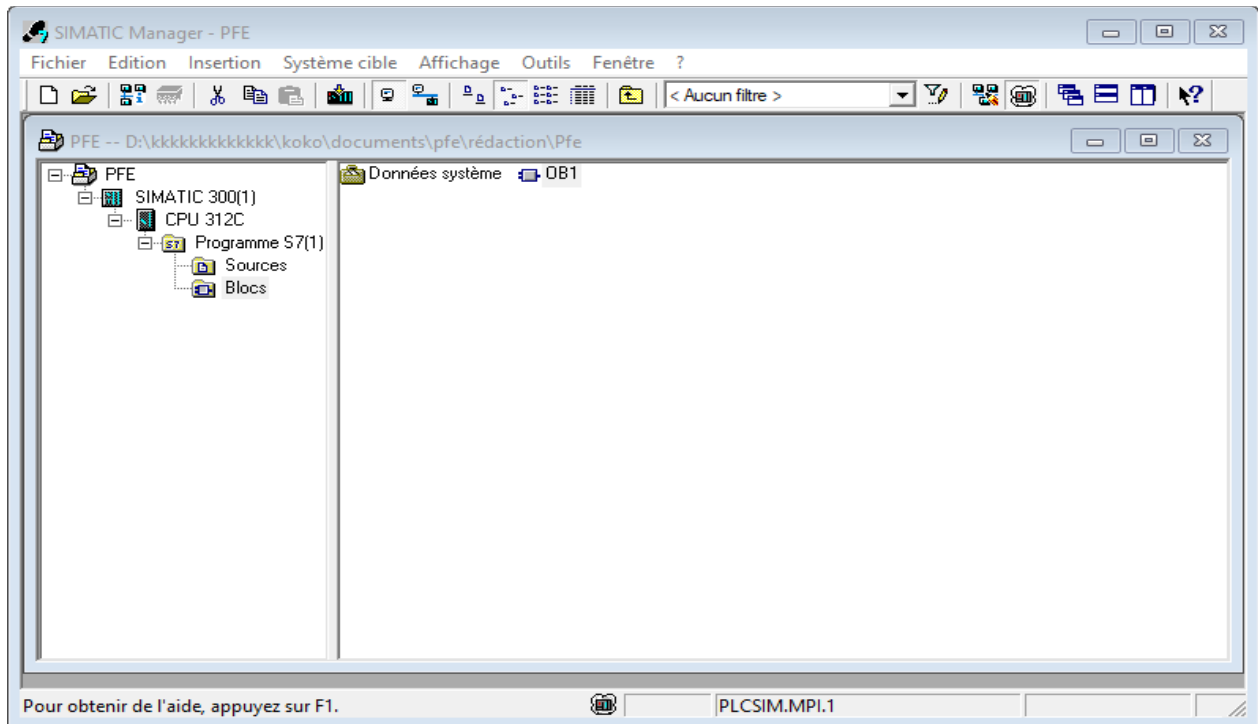 SIMATIC Manager - PFE
Fichier Edition Insertion Système cible Affichage Outils Fenêtre ?
< Aucun filtre >
PFE -- D:\kkkkkkkkkkkkk\koko\documents\pfe\rédaction\Pfe
PFE
SIMATIC 300(1)
CPU 312C
Programme S7(1)
Sources
Blocs
Données système OB1
Pour obtenir de l'aide, appuyez sur F1.
PLCSIM.MPI.1